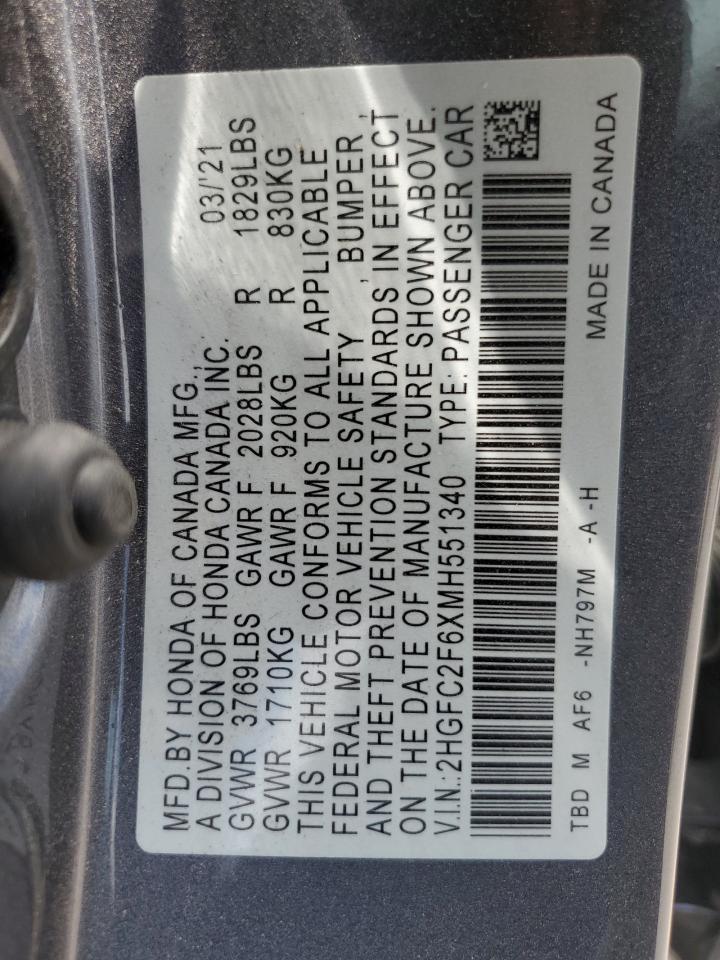 MFD.BY HONDA OF CANADA MFG., 03/'21
A DIVISION OF HONDA CANADA INC.
GVWR 3769LBS GAWR F 2028LBS R 1829LBS
GVWR 1710KG GAWR F 920KG R 830KG
THIS VEHICLE CONFORMS TO ALL APPLICABLE
FEDERAL MOTOR VEHICLE SAFETY , BUMPER ,
AND THEFT PREVENTION STANDARDS IN EFFECT
ON THE DATE OF MANUFACTURE SHOWN ABOVE.
V.I.N.:2HGFC2F6XMH551340 TYPE:PASSENGER CAR
TBD M AF6 -NH797M -A -H MADE IN CANADA